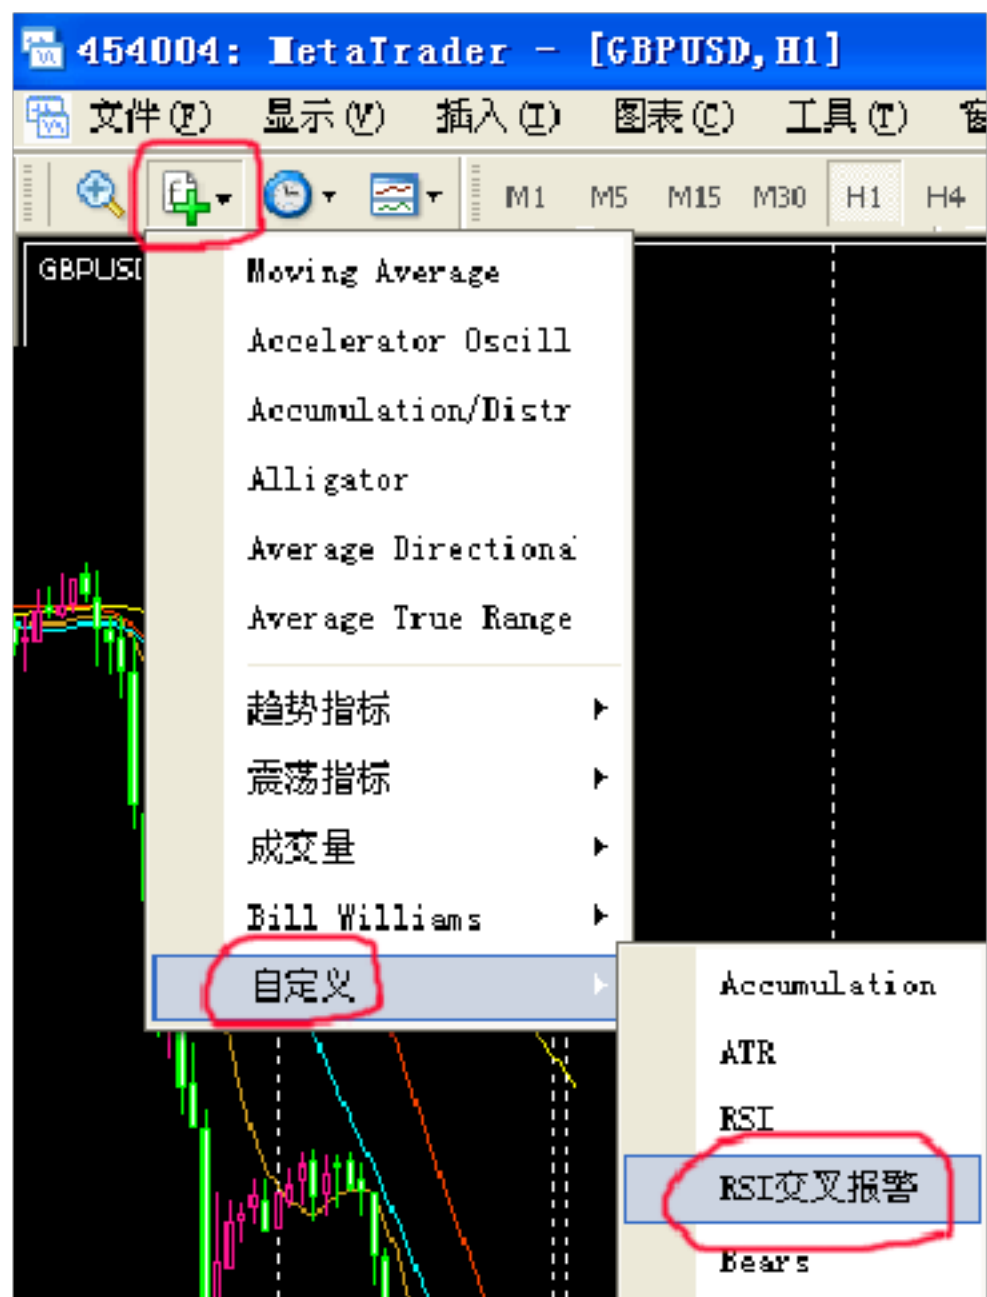 454004: MetaTrader - [GBPUSD,H1]
文件(F) 显示(V) 插入(I) 图表(C) 工具(T)
M1 M5 M15 M30 H1 H4
GBPUSD
Moving Average
Accelerator Oscill
Accumulation/Distr
Alligator
Average Directional
Average True Range
趋势指标
震荡指标
成交量
Bill Williams
自定义
Accumulation
ATR
RSI
RSI交叉报警
Bears